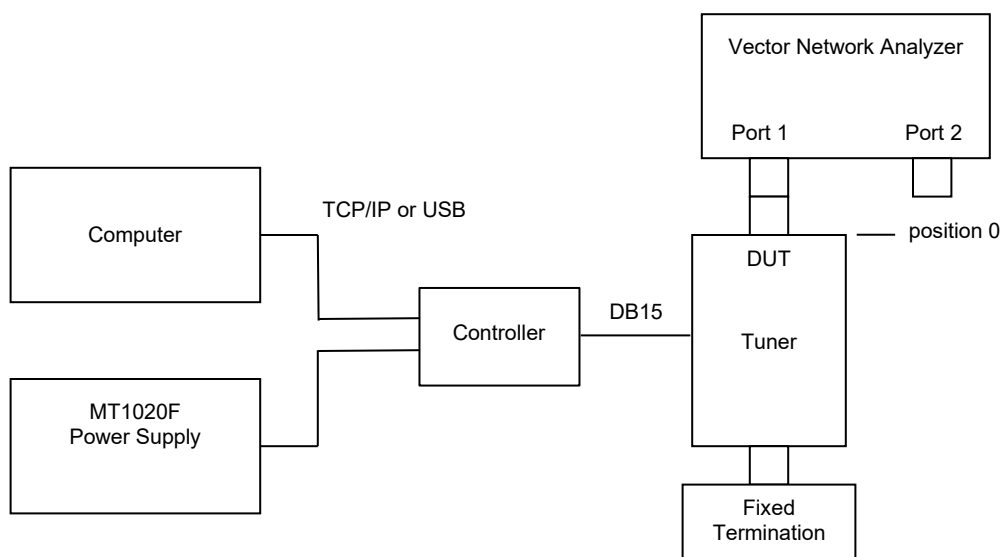 Vector Network Analyzer
Port 1
Port 2
TCP/IP or USB
Computer
position 0
DUT
DB15
Controller
Tuner
MT1020F
Power Supply
Fixed
Termination